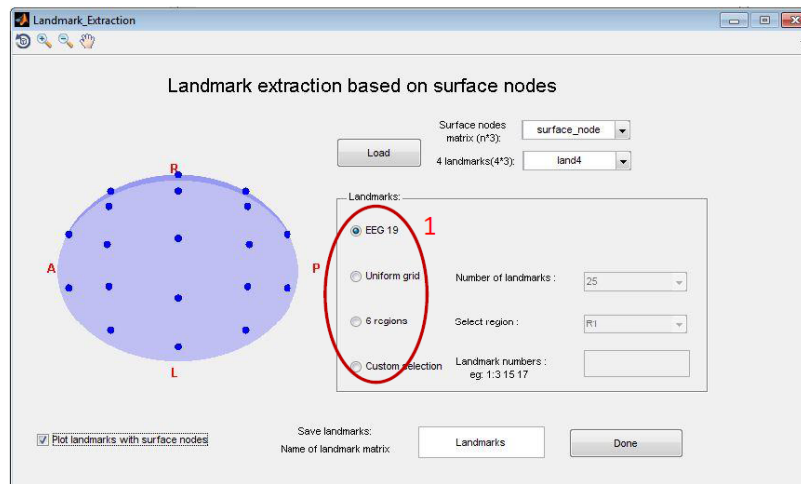 Landmark_Extraction
Landmark extraction based on surface nodes
Surface nodes
matrix (n*3):
surface_node
Load
4 landmarks(4*3):
land4
R
A
P
L
Landmarks:
EEG 19
1
Uniform grid
Number of landmarks :
25
6 regions
Select region :
R1
Custom selection
Landmark numbers :
eg: 1:3 15 17
Plot landmarks with surface nodes
Save landmarks:
Name of landmark matrix
Landmarks
Done